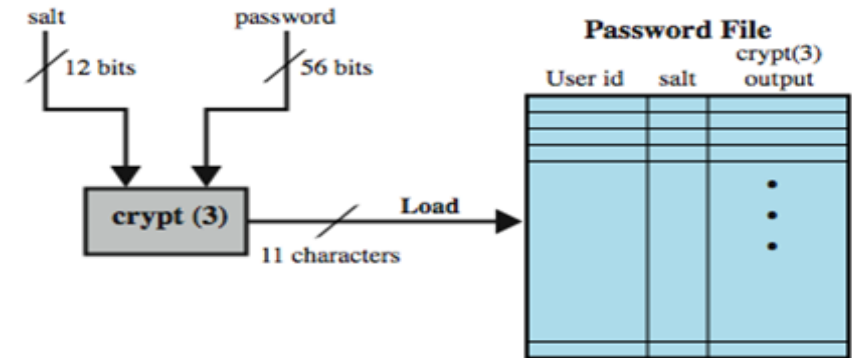 salt
password
12 bits
56 bits
crypt (3)
Load
11 characters
Password File
User id
salt
crypt(3)
output